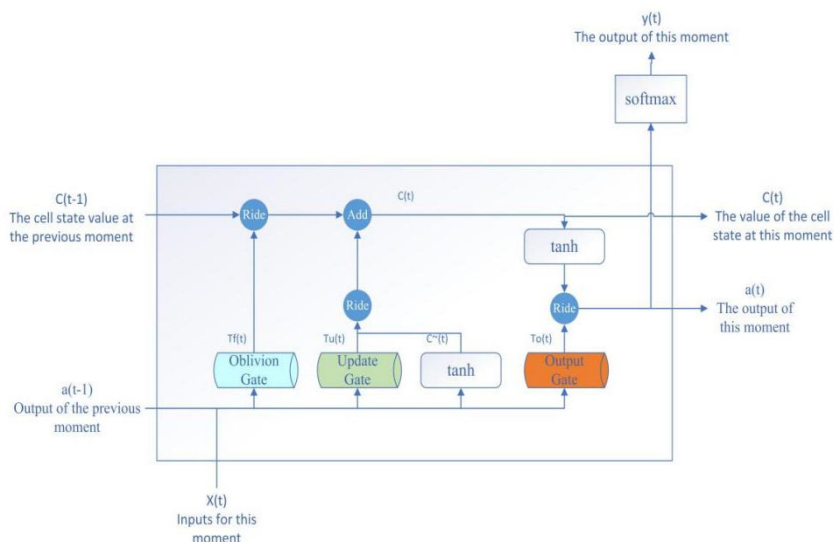 y(t)
The output of this moment
softmax
C(t-1)
The cell state value at
the previous moment
Ride
Add
C(t)
C(t)
The value of the cell
state at this moment
tanh
Ride
Ride
a(t)
The output of
this moment
Tf(t)
Tu(t)
C~(t)
To(t)
Oblivion
Gate
Update
Gate
tanh
Output
Gate
a(t-1)
Output of the previous
moment
X(t)
Inputs for this
moment